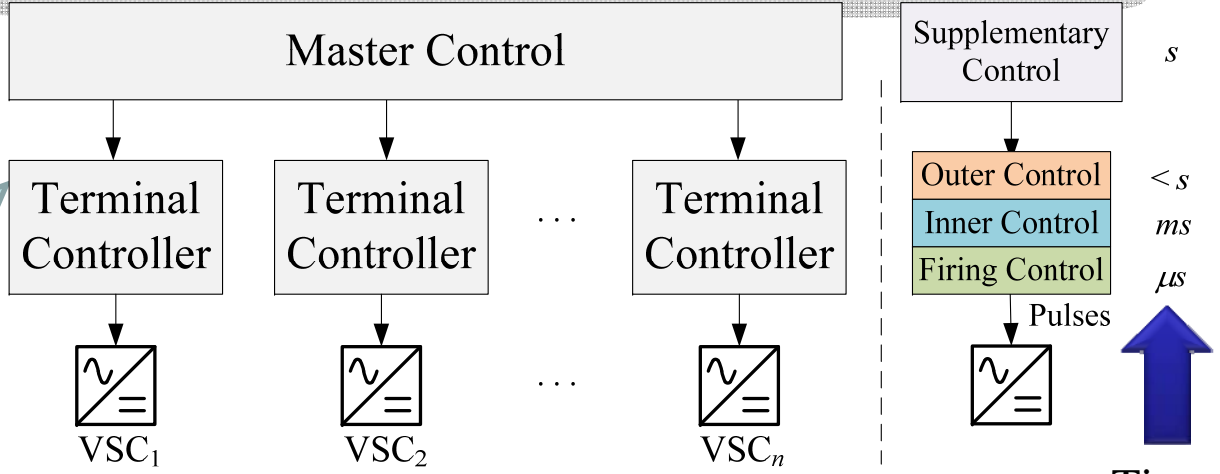 Master Control
Supplementary
Control
s
Terminal
Controller
Terminal
Controller
. . .
Terminal
Controller
Outer Control
< s
Inner Control
ms
Firing Control
μs
Pulses
. . .
VSC1
VSC2
VSCn